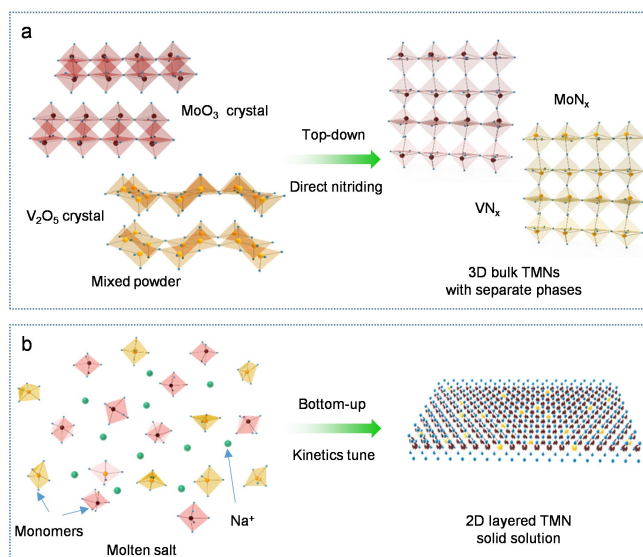 a
MoO₃ crystal
V₂O₅ crystal
Mixed powder
Top-down
Direct nitriding
MoNₓ
VNₓ
3D bulk TMNs
with separate phases
b
Monomers
Molten salt
Na⁺
Bottom-up
Kinetics tune
2D layered TMN
solid solution